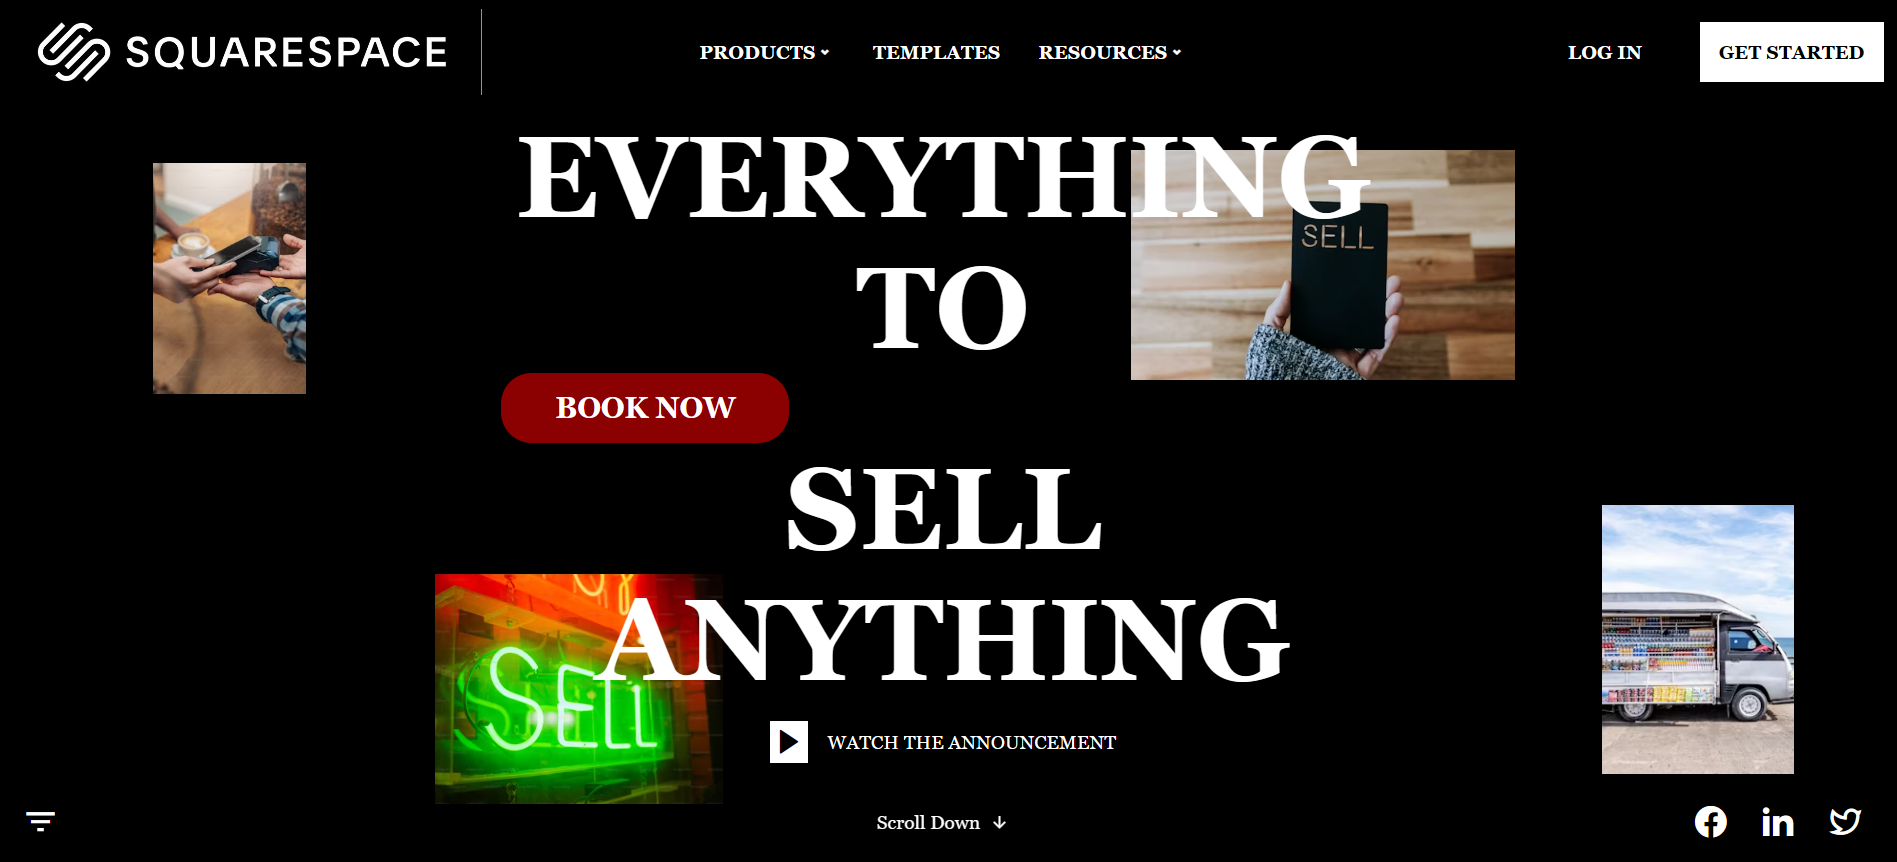 SQUARESPACE
PRODUCTS
TEMPLATES
RESOURCES
LOG IN
GET STARTED
EVERYTHING
SELL
TO
BOOK NOW
SELL
ANYTHING
SELL
WATCH THE ANNOUNCEMENT
Scroll Down